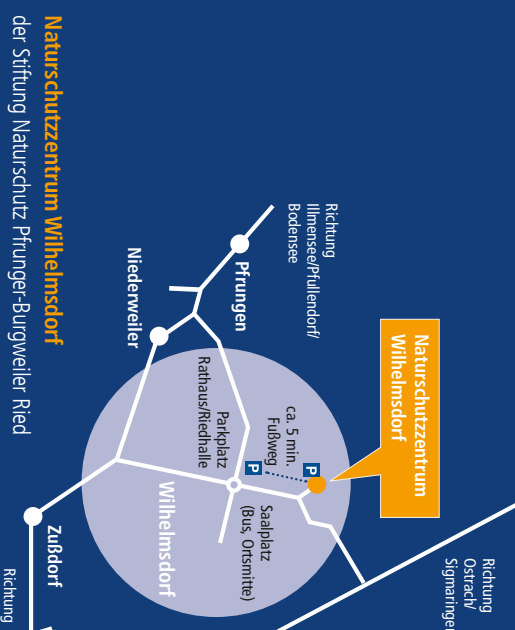 Naturschutzzentrum Wilhelmsdorf
der Stiftung Naturschutz Pfrunger-Burgweiler Ried
Richtung
Illmensee/Pfullendorf/
Bodensee
Pfrungen
Niederweiler
Naturschutzzentrum
Wilhelmsdorf
ca. 5 min.
Fußweg
P
P
Parkplatz
Rathaus/Riedhalle
Saalplatz
(Bus, Ortsmitte)
Wilhelmsdorf
Zußdorf
Richtung
Ostrach/
Sigmaringe
Richtung